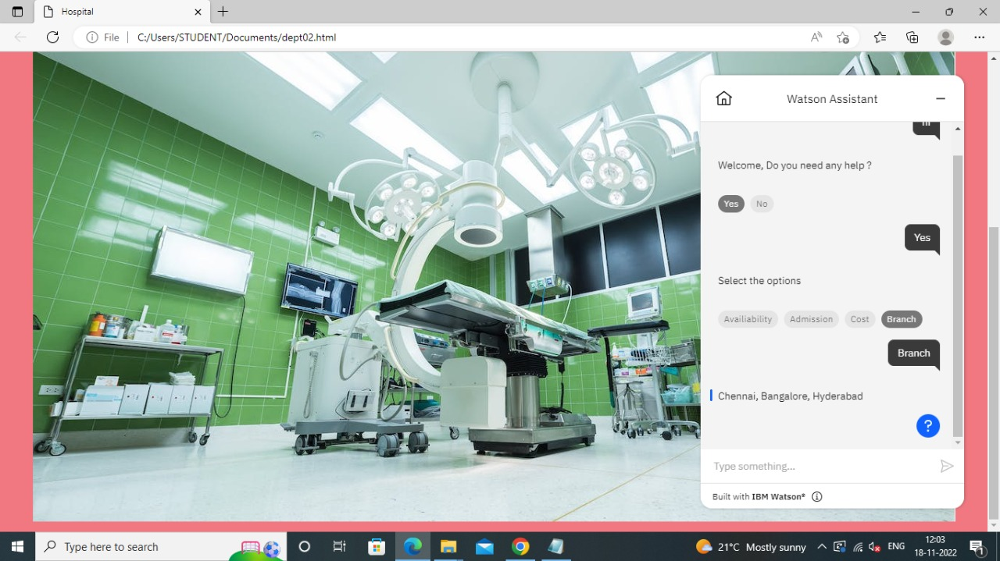 Hospital
File
C:/Users/STUDENT/Documents/dept02.html
Watson Assistant
Welcome, Do you need any help ?
Yes No
Yes
Select the options
Availiability Admission Cost Branch
Branch
Chennai, Bangalore, Hyderabad
?
Type something...
Built with IBM Watson®
Type here to search
21°C Mostly sunny
ENG
12:03
18-11-2022
1